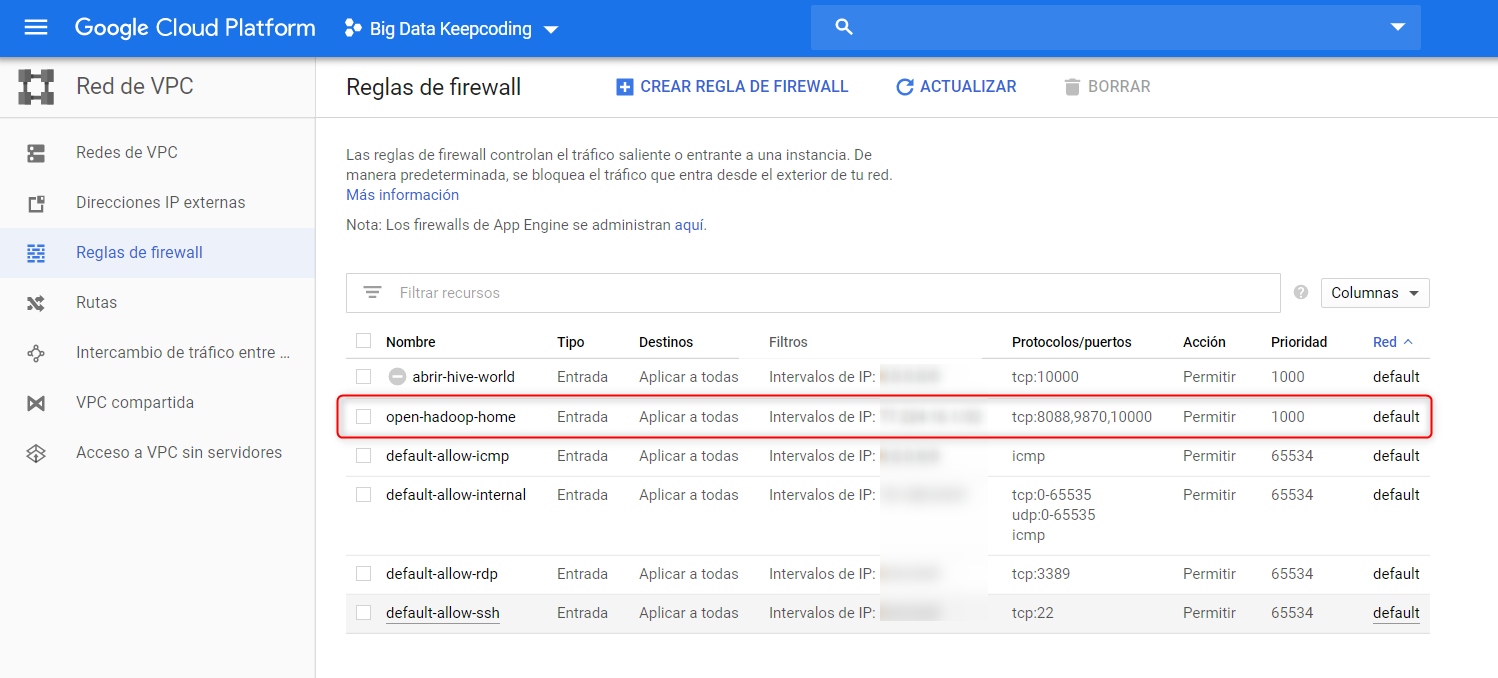 Google Cloud Platform
Big Data Keepcoding
Red de VPC
Reglas de firewall
CREAR REGLA DE FIREWALL
ACTUALIZAR
BORRAR
Redes de VPC
Direcciones IP externas
Reglas de firewall
Rutas
Intercambio de tráfico entre ...
VPC compartida
Acceso a VPC sin servidores
Las reglas de firewall controlan el tráfico saliente o entrante a una instancia. De
manera predeterminada, se bloquea el tráfico que entra desde el exterior de tu red.
Más información
Nota: Los firewalls de App Engine se administran aquí.
Filtrar recursos
Columnas
Nombre Tipo Destinos Filtros Protocolos/puertos Acción Prioridad Red
abrir-hive-world Entrada Aplicar a todas Intervalos de IP: tcp:10000 Permitir 1000 default
open-hadoop-home Entrada Aplicar a todas Intervalos de IP: tcp:8088,9870,10000 Permitir 1000 default
default-allow-icmp Entrada Aplicar a todas Intervalos de IP: icmp Permitir 65534 default
default-allow-internal Entrada Aplicar a todas Intervalos de IP: tcp:0-65535 Permitir 65534 default
udp:0-65535
icmp
default-allow-rdp Entrada Aplicar a todas Intervalos de IP: tcp:3389 Permitir 65534 default
default-allow-ssh Entrada Aplicar a todas Intervalos de IP: tcp:22 Permitir 65534 default